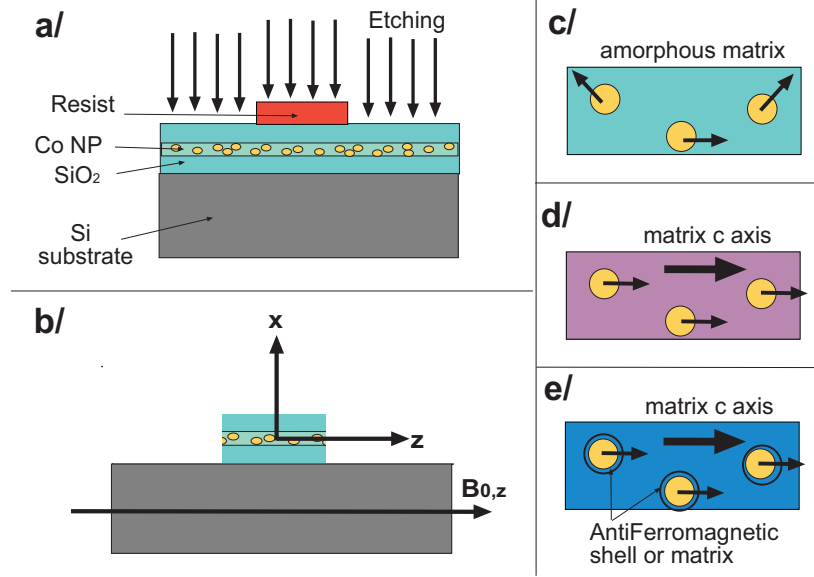 a/
Etching
Resist
Co NP
SiO₂
Si
substrate
b/
x
z
B₀,z
c/
amorphous matrix
d/
matrix c axis
e/
matrix c axis
AntiFerromagnetic
shell or matrix